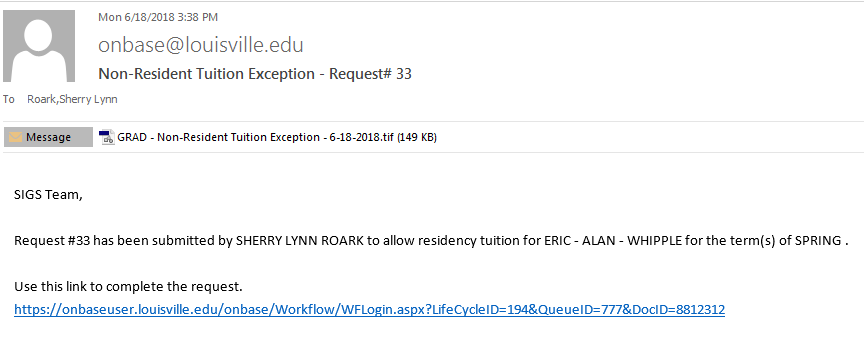 Mon 6/18/2018 3:38 PM
onbase@louisville.edu
Non-Resident Tuition Exception - Request# 33
To Roark,Sherry Lynn
Message GRAD - Non-Resident Tuition Exception - 6-18-2018.tif (149 KB)
SIGS Team,
Request #33 has been submitted by SHERRY LYNN ROARK to allow residency tuition for ERIC - ALAN - WHIPPLE for the term(s) of SPRING .
Use this link to complete the request.
https://onbaseuser.louisville.edu/onbase/Workflow/WFLogin.aspx?LifeCycleID=194&QueueID=777&DocID=8812312